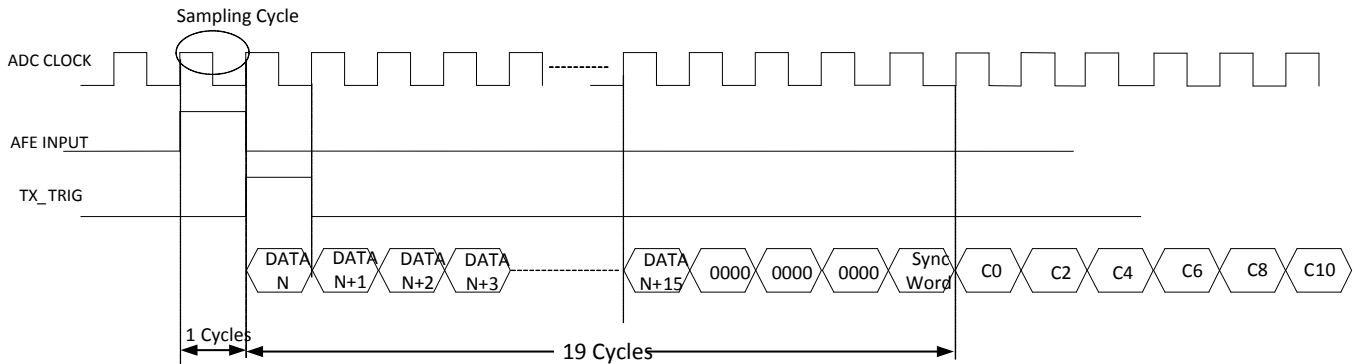 Sampling Cycle
ADC CLOCK
AFE INPUT
TX_TRIG
DATA N
DATA N+1
DATA N+2
DATA N+3
DATA N+15
0000
0000
0000
Sync Word
C0
C2
C4
C6
C8
C10
1 Cycles
19 Cycles